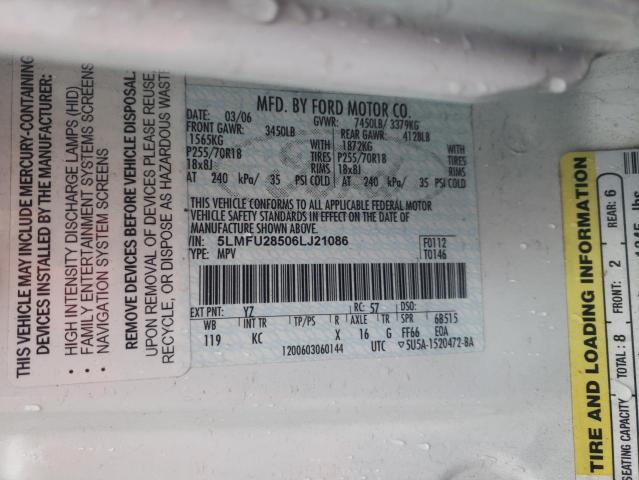 THIS VEHICLE MAY INCLUDE MERCURY-CONTAINING
DEVICES INSTALLED BY THE MANUFACTURER:
• HIGH INTENSITY DISCHARGE LAMPS (HID)
• FAMILY ENTERTAINMENT SYSTEMS SCREENS
• NAVIGATION SYSTEM SCREENS
REMOVE DEVICES BEFORE VEHICLE DISPOSAL.
UPON REMOVAL OF DEVICES PLEASE REUSE,
RECYCLE, OR DISPOSE AS HAZARDOUS WASTE
MFD. BY FORD MOTOR CO.
DATE: 03/06 GVWR: 7450LB/ 3379KG
FRONT GAWR: 3450LB REAR GAWR: 4128LB
1565KG 1872KG
P255/70R18 TIRES P255/70R18 TIRES
18x8J RIMS 18x8J RIMS
AT 240 kPa/ 35 PSI COLD AT 240 kPa/ 35 PSI COLD
THIS VEHICLE CONFORMS TO ALL APPLICABLE FEDERAL MOTOR
VEHICLE SAFETY STANDARDS IN EFFECT ON THE DATE OF
MANUFACTURE SHOWN ABOVE.
VIN: 5LMFU28506LJ21086 F0112
TYPE: MPV T0146
EXT PNT: YZ RC: 57 DSO:
WB INT TR TP/PS R AXLE TR SPR 6B515
119 KC X 16 G FF66 EOA
1200603060144 UTC 5U5A-1520472-BA
TIRE AND LOADING INFORMATION
SEATING CAPACITY TOTAL: 8 FRONT: 2 REAR: 6